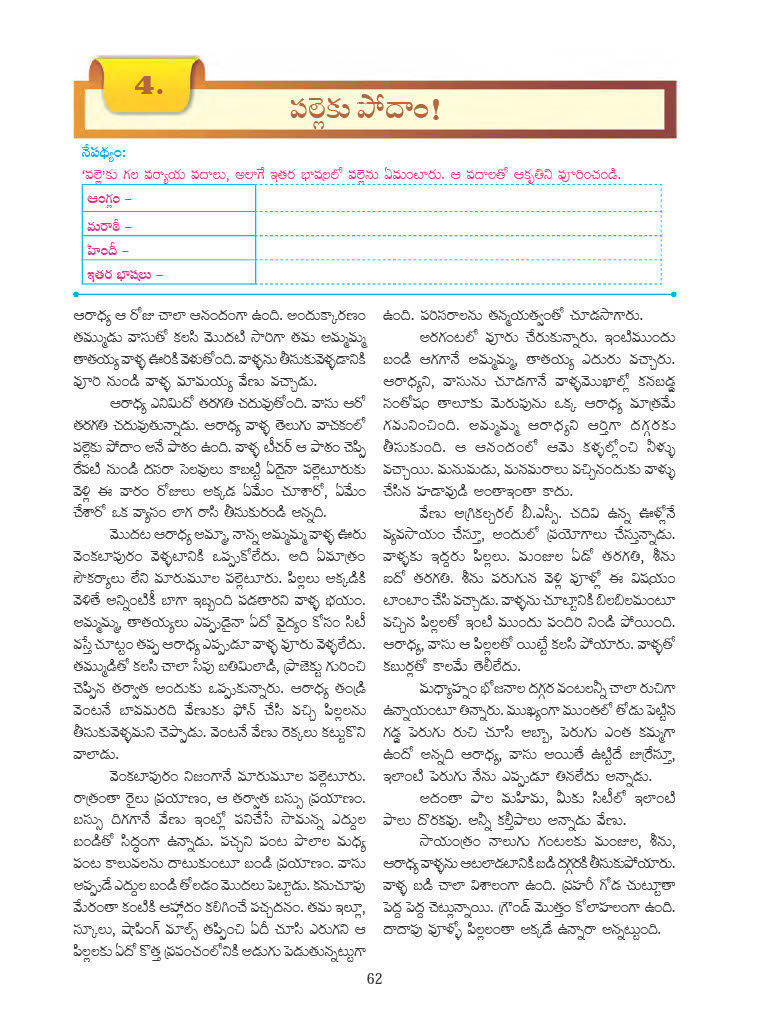 4.
పల్లెకు పోదాం!
నేపథ్యం:
'పల్లె'కు గల పర్యాయ పదాలు, అలాగే ఇతర భాషలలో పల్లెను ఏమంటారు. ఆ పదాలతో ఆకృతిని పూరించండి.
ఆంగ్లం –
మరాఠీ –
హిందీ –
ఇతర భాషలు –
ఆరాధ్య ఆ రోజు చాలా ఆనందంగా ఉంది. అందుక్కారణం
తమ్ముడు వాసుతో కలసి మొదటి సారిగా తమ అమ్మమ్మ
తాతయ్య వాళ్ళ ఊరికి వెళుతోంది. వాళ్ళను తీసుకువెళ్ళడానికి
వూరి నుండి వాళ్ళ మామయ్య వేణు వచ్చాడు.
ఆరాధ్య ఎనిమిదో తరగతి చదువుతోంది. వాసు ఆరో
తరగతి చదువుతున్నాడు. ఆరాధ్య వాళ్ళ తెలుగు వాచకంలో
పల్లెకు పోదాం అనే పాఠం ఉంది. వాళ్ళ టీచర్ ఆ పాఠం చెప్పి
రేపటి నుండి దసరా సెలవులు కాబట్టి ఏదైనా పల్లెటూరుకు
వెళ్లి ఈ వారం రోజులు అక్కడ ఏమేం చూశారో, ఏమేం
చేశారో ఒక వ్యాసం లాగ రాసి తీసుకురండి అన్నది.
మొదట ఆరాధ్య అమ్మా, నాన్న అమ్మమ్మ వాళ్ళ ఊరు
వెంకటాపురం వెళ్ళటానికి ఒప్పుకోలేదు. అది ఏమాత్రం
సౌకర్యాలు లేని మారుమూల పల్లెటూరు. పిల్లలు అక్కడికి
వెళితే అన్నింటికీ బాగా ఇబ్బంది పడతారని వాళ్ళ భయం.
అమ్మమ్మ, తాతయ్యలు ఎప్పుడైనా ఏదో వైద్యం కోసం సిటీ
వస్తే చూట్టం తప్ప ఆరాధ్య ఎప్పుడూ వాళ్ళ వూరు వెళ్లలేదు.
తమ్ముడితో కలసి చాలా సేపు బతిమిలాడి, ప్రాజెక్టు గురించి
చెప్పిన తర్వాత అందుకు ఒప్పుకున్నారు. ఆరాధ్య తండ్రి
వెంటనే బావమరది వేణుకు ఫోన్ చేసి వచ్చి పిల్లలను
తీసుకువెళ్ళమని చెప్పాడు. వెంటనే వేణు రెక్కలు కట్టుకొని
వాలాడు.
వెంకటాపురం నిజంగానే మారుమూల పల్లెటూరు.
రాత్రంతా రైలు ప్రయాణం, ఆ తర్వాత బస్సు ప్రయాణం.
బస్సు దిగగానే వేణు ఇంట్లో పనిచేసే సామన్న ఎద్దుల
బండితో సిద్ధంగా ఉన్నాడు. పచ్చని పంట పొలాల మధ్య
పంట కాలువలను దాటుకుంటూ బండి ప్రయాణం. వాసు
అప్పుడే ఎద్దుల బండి తోలడం మొదలు పెట్టాడు. కనుచూపు
మేరంతా కంటికి ఆహ్లాదం కలిగించే పచ్చదనం. తమ ఇల్లూ,
స్కూలు, షాపింగ్ మాల్స్ తప్పించి ఏదీ చూసి ఎరుగని ఆ
పిల్లలకు ఏదో కొత్త ప్రపంచంలోనికి అడుగు పెడుతున్నట్టుగా
ఉంది. పరిసరాలను తన్మయత్వంతో చూడసాగారు.
అరగంటలో వూరు చేరుకున్నారు. ఇంటిముందు
బండి ఆగగానే అమ్మమ్మ, తాతయ్య ఎదురు వచ్చారు.
ఆరాధ్యని, వాసును చూడగానే వాళ్ళమొఖాల్లో కనబడ్డ
సంతోషం తాలూకు మెరుపును ఒక్క ఆరాధ్య మాత్రమే
గమనించింది. అమ్మమ్మ ఆరాధ్యని ఆర్తిగా దగ్గరకు
తీసుకుంది. ఆ ఆనందంలో ఆమె కళ్ళల్లోంచి నీళ్ళు
వచ్చాయి. మనుమడు, మనమరాలు వచ్చినందుకు వాళ్ళు
చేసిన హడావుడి అంతాఇంతా కాదు.
వేణు అగ్రికల్చరల్ బీ.ఎస్సీ. చదివి ఉన్న ఊళ్లోనే
వ్యవసాయం చేస్తూ, అందులో ప్రయోగాలు చేస్తున్నాడు.
వాళ్ళకు ఇద్దరు పిల్లలు. మంజుల ఏడో తరగతి, శీను
ఐదో తరగతి. శీను పరుగున వెళ్లి వూళ్లో ఈ విషయం
టాంటాం చేసి వచ్చాడు. వాళ్ళను చూట్టానికి బిలబిలమంటూ
వచ్చిన పిల్లలతో ఇంటి ముందు పందిరి నిండి పోయింది.
ఆరాధ్య, వాసు ఆ పిల్లలతో యిట్టే కలసి పోయారు. వాళ్ళతో
కబుర్లతో కాలమే తెలీలేదు.
మధ్యాహ్నం భోజనాల దగ్గర వంటలన్నీ చాలా రుచిగా
ఉన్నాయంటూ తిన్నారు. ముఖ్యంగా ముంతలో తోడు పెట్టిన
గడ్డ పెరుగు రుచి చూసి అబ్బా, పెరుగు ఎంత కమ్మగా
ఉందో అన్నది ఆరాధ్య, వాసు అయితే ఉట్టిదే జుర్రేస్తూ,
ఇలాంటి పెరుగు నేను ఎప్పుడూ తినలేదు అన్నాడు.
అదంతా పాల మహిమ, మీకు సిటీలో ఇలాంటి
పాలు దొరకవు. అన్నీ కల్తీపాలు అన్నాడు వేణు.
సాయంత్రం నాలుగు గంటలకు మంజుల, శీను,
ఆరాధ్య వాళ్ళను ఆటలాడటానికి బడి దగ్గరకి తీసుకుపోయారు.
వాళ్ళ బడి చాలా విశాలంగా ఉంది. ప్రహరీ గోడ చుట్టూతా
పెద్ద పెద్ద చెట్లున్నాయి. గ్రౌండ్ మొత్తం కోలాహలంగా ఉంది.
దాదాపు వూళ్ళో పిల్లలంతా అక్కడే ఉన్నారా అన్నట్టుంది.
62